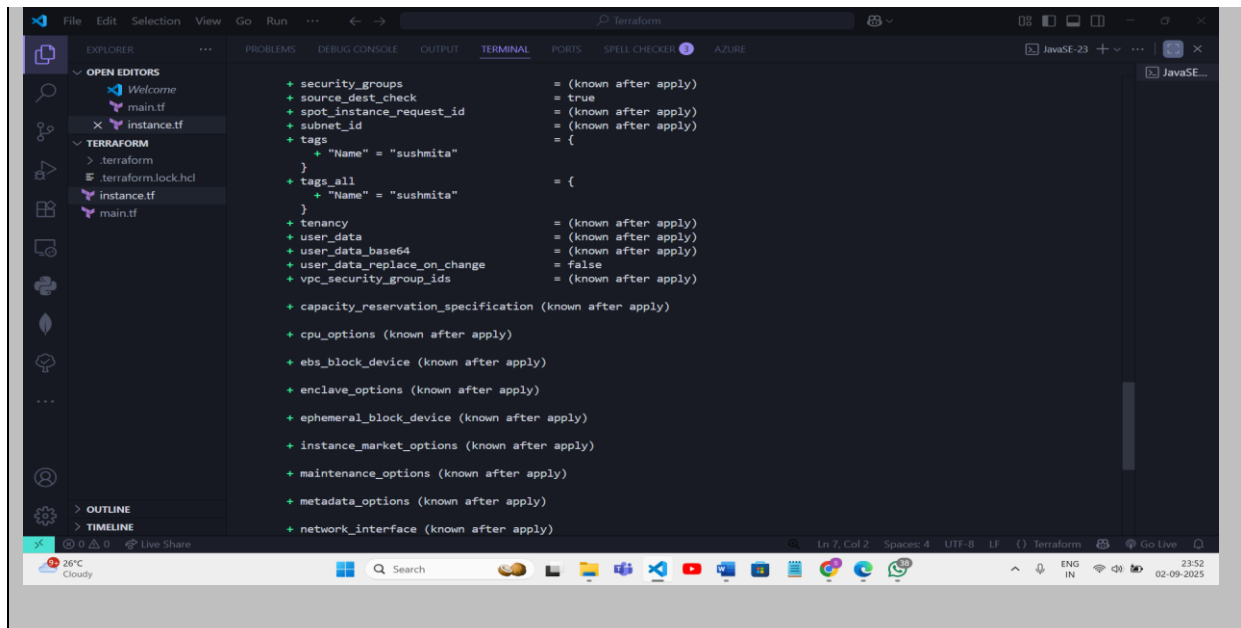 File Edit Selection View Go Run ··· Terraform
EXPLORER ···
PROBLEMS DEBUG CONSOLE OUTPUT TERMINAL PORTS SPELL CHECKER 3 AZURE
JavaSE-23
JavaSE...
OPEN EDITORS
Welcome
main.tf
instance.tf
TERRAFORM
.terraform
.terraform.lock.hcl
instance.tf
main.tf
OUTLINE
TIMELINE
+ security_groups = (known after apply)
+ source_dest_check = true
+ spot_instance_request_id = (known after apply)
+ subnet_id = (known after apply)
+ tags = {
+ "Name" = "sushmita"
}
+ tags_all = {
+ "Name" = "sushmita"
}
+ tenancy = (known after apply)
+ user_data = (known after apply)
+ user_data_base64 = (known after apply)
+ user_data_replace_on_change = false
+ vpc_security_group_ids = (known after apply)
+ capacity_reservation_specification (known after apply)
+ cpu_options (known after apply)
+ ebs_block_device (known after apply)
+ enclave_options (known after apply)
+ ephemeral_block_device (known after apply)
+ instance_market_options (known after apply)
+ maintenance_options (known after apply)
+ metadata_options (known after apply)
+ network_interface (known after apply)
0 0 Live Share Ln 7, Col 2 Spaces: 4 UTF-8 LF {} Terraform Go Live
26°C
Cloudy
Search
38
ENG
IN
23:52
02-09-2025